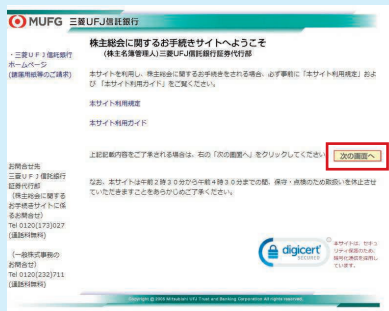 MUFG 三菱UFJ信託銀行
株主総会に関するお手続きサイトへようこそ
(株主名簿管理人)三菱UFJ信託銀行証券代行部
・三菱UFJ信託銀行
ホームページ
(議案用紙等のご請求)
本サイトを利用し、株主総会に関するお手続きをされる場合、必ず事前に「本サイト利用規定」およ
び「本サイト利用ガイド」をご覧ください。
本サイト利用規定
本サイト利用ガイド
上記記載内容をご了承される場合は、右の「次の画面へ」をクリックしてください
次の画面へ
なお、本サイトは午前2時30分から午前4時30分までの間、保守・点検のため取扱いを休止させ
ていただきますことをあらかじめご了承ください。
お問合せ先
三菱UFJ信託銀行
証券代行部
(株主総会に関する
お手続きサイトに係
るお問合せ)
Tel 0120(173)027
(通話料無料)
(一般株式事務の
お問合せ)
Tel 0120(232)711
(通話料無料)
digicert
SECURED
本サイトは、セキュ
リティ保護のため
暗号化通信を採用し
ています。
Copyright @ 2006 Mitsubishi UFJ Trust and Banking Corporation All rights reserved.